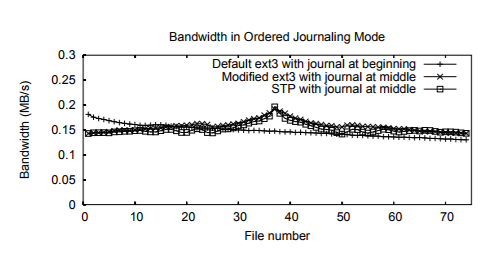 Bandwidth in Ordered Journaling Mode
0.3
0.25
0.2
0.15
0.1
0.05
0
Bandwidth (MB/s)
Default ext3 with journal at beginning
Modified ext3 with journal at middle
STP with journal at middle
0 10 20 30 40 50 60 70
File number